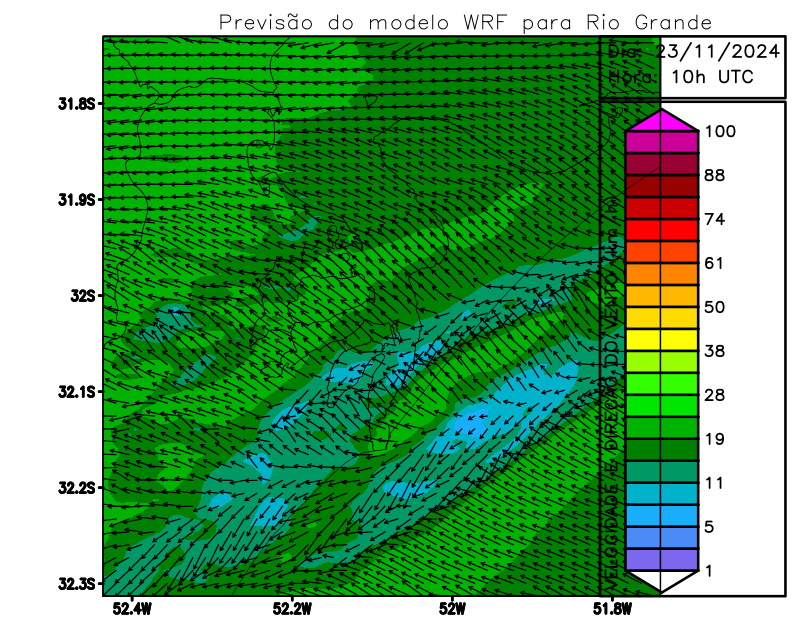 Previsão do modelo WRF para Rio Grande
Dia: 23/11/2024
Hora: 10h UTC
31.8S
31.9S
32S
32.1S
32.2S
32.3S
52.4W
52.2W
52W
51.8W
100
88
74
61
50
38
28
19
11
5
1
VELOCIDADE E DIREÇÃO DO VENTO (km/h)